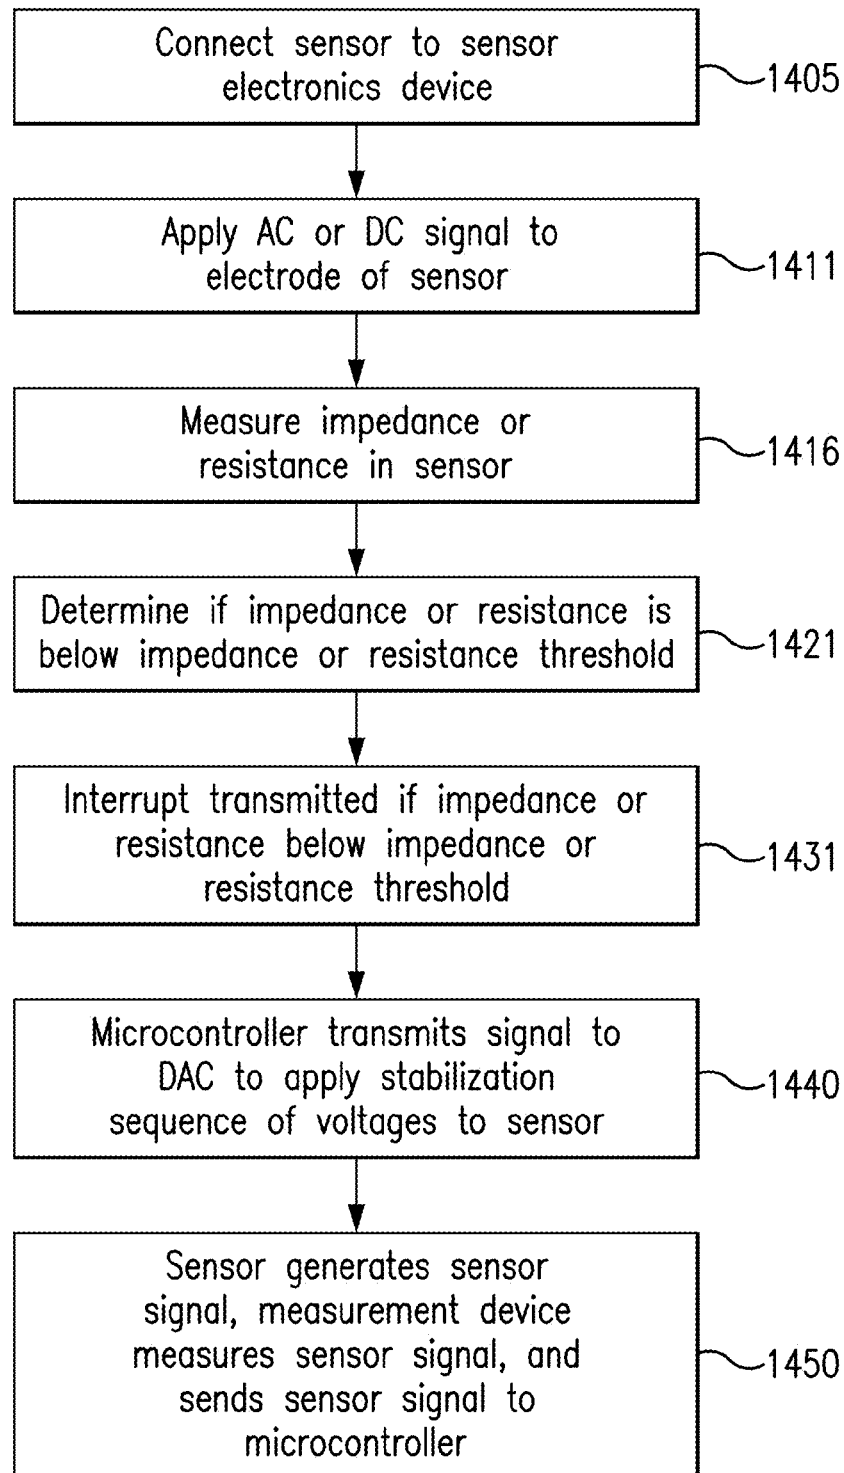 Connect sensor to sensor
electronics device
1405
Apply AC or DC signal to
electrode of sensor
1411
Measure impedance or
resistance in sensor
1416
Determine if impedance or resistance is
below impedance or resistance threshold
1421
Interrupt transmitted if impedance or
resistance below impedance or
resistance threshold
1431
Microcontroller transmits signal to
DAC to apply stabilization
sequence of voltages to sensor
1440
Sensor generates sensor
signal, measurement device
measures sensor signal, and
sends sensor signal to
microcontroller
1450